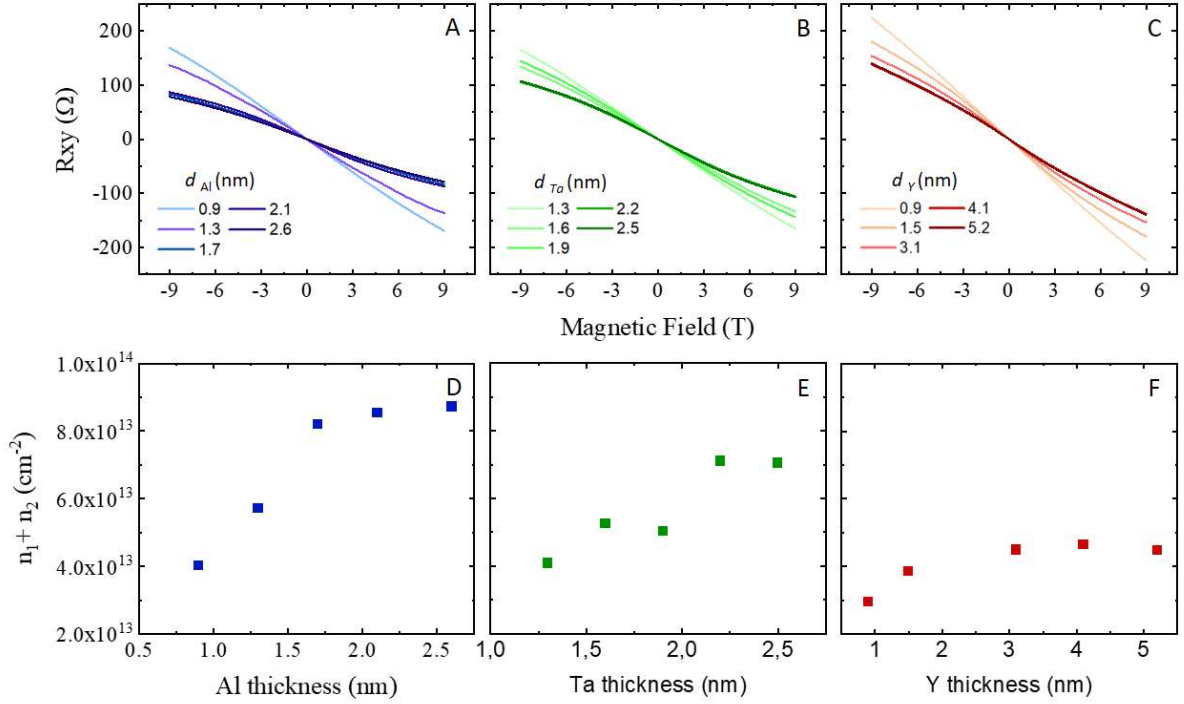 A
B
C
Rxy (Ω)
200
100
0
-100
-200
d Al (nm)
0.9 2.1
1.3 2.6
1.7
d Ta (nm)
1.3 2.2
1.6 2.5
1.9
d Y (nm)
0.9 4.1
1.5 5.2
3.1
-9 -6 -3 0 3 6 9
-9 -6 -3 0 3 6 9
-9 -6 -3 0 3 6 9
Magnetic Field (T)
D
E
F
n1+ n2 (cm-2)
1.0x10^14
8.0x10^13
6.0x10^13
4.0x10^13
2.0x10^13
0.5 1.0 1.5 2.0 2.5
1,0 1,5 2,0 2,5
1 2 3 4 5
Al thickness (nm)
Ta thickness (nm)
Y thickness (nm)